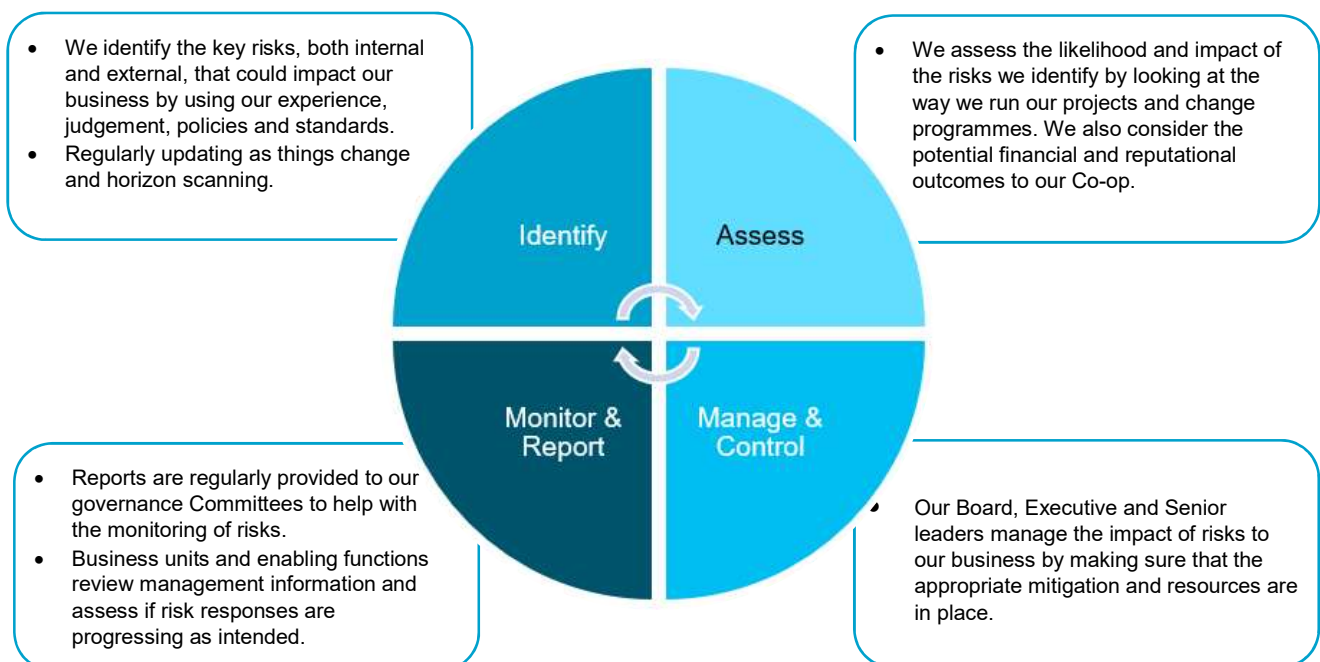 • We identify the key risks, both internal
and external, that could impact our
business by using our experience,
judgement, policies and standards.
• Regularly updating as things change
and horizon scanning.
• We assess the likelihood and impact of
the risks we identify by looking at the
way we run our projects and change
programmes. We also consider the
potential financial and reputational
outcomes to our Co-op.
Identify
Assess
Monitor &
Report
Manage &
Control
• Reports are regularly provided to our
governance Committees to help with
the monitoring of risks.
• Business units and enabling functions
review management information and
assess if risk responses are
progressing as intended.
• Our Board, Executive and Senior
leaders manage the impact of risks to
our business by making sure that the
appropriate mitigation and resources are
in place.